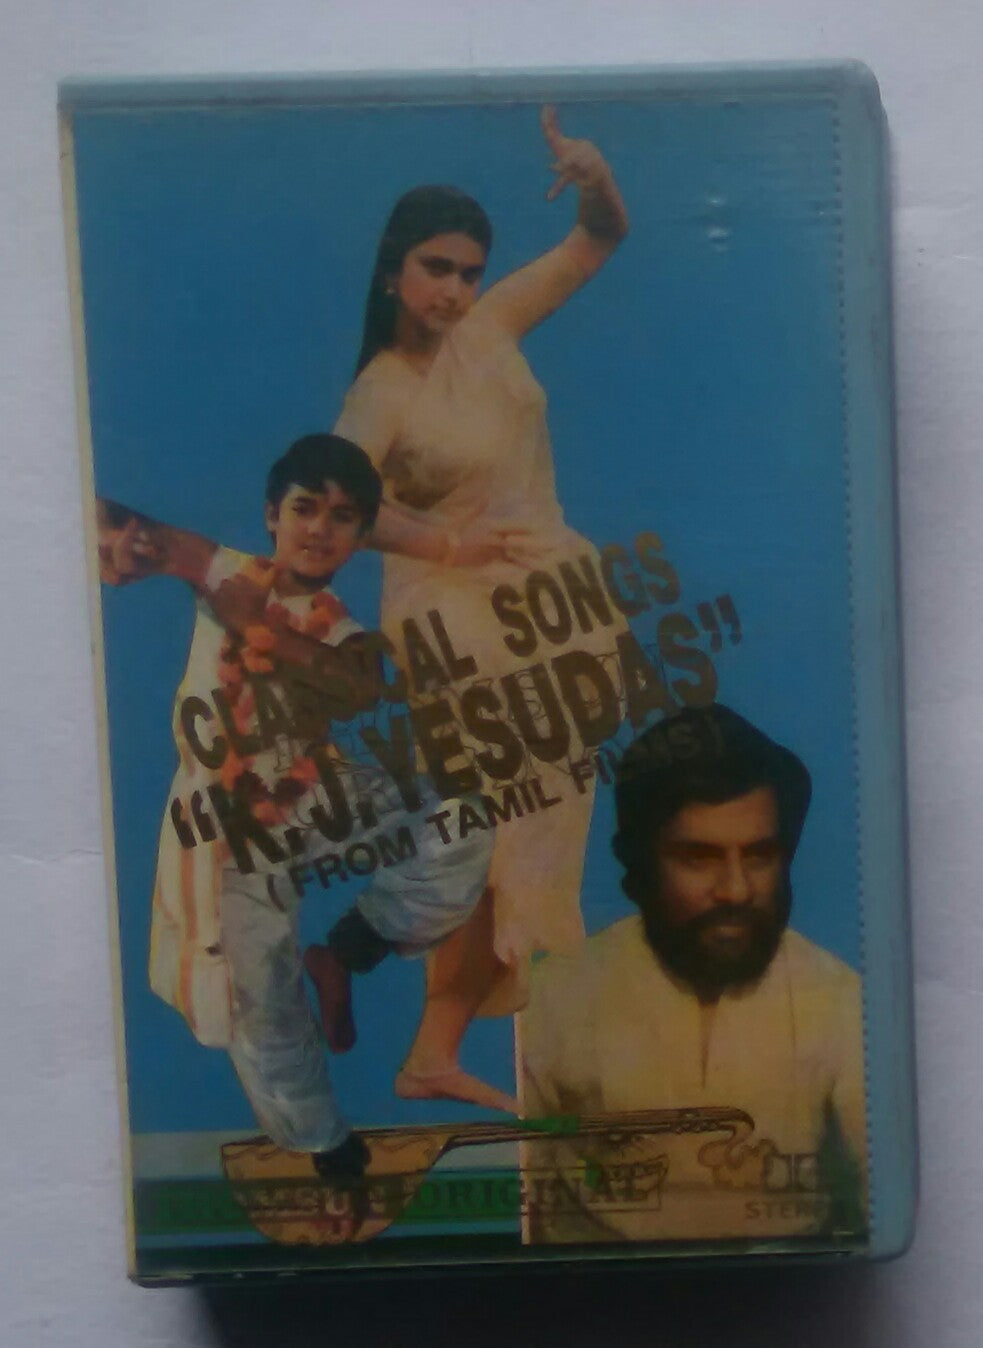 CLASSICAL SONGS
"K.J.YESUDAS"
(FROM TAMIL FILMS)
ORIGINAL
STEREO